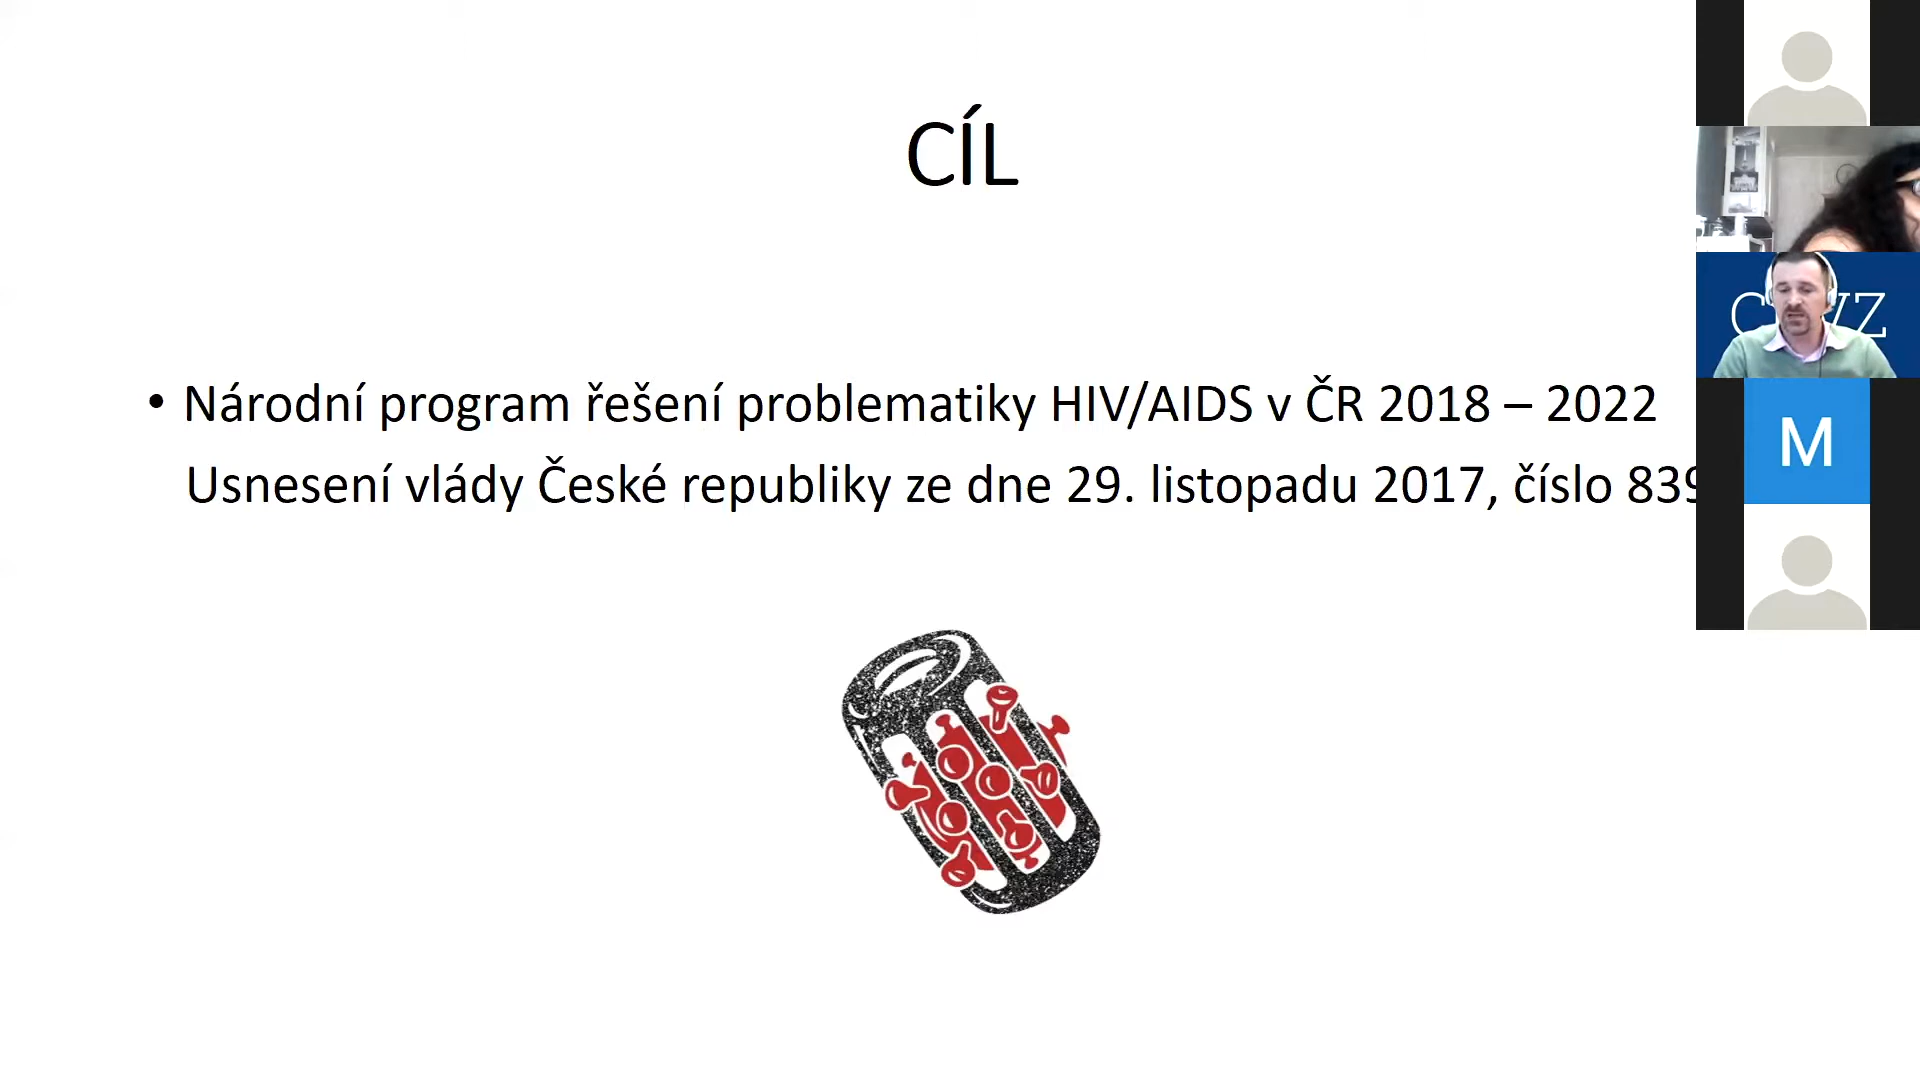 CÍL
• Národní program řešení problematiky HIV/AIDS v ČR 2018 – 2022
Usnesení vlády České republiky ze dne 29. listopadu 2017, číslo 839
M